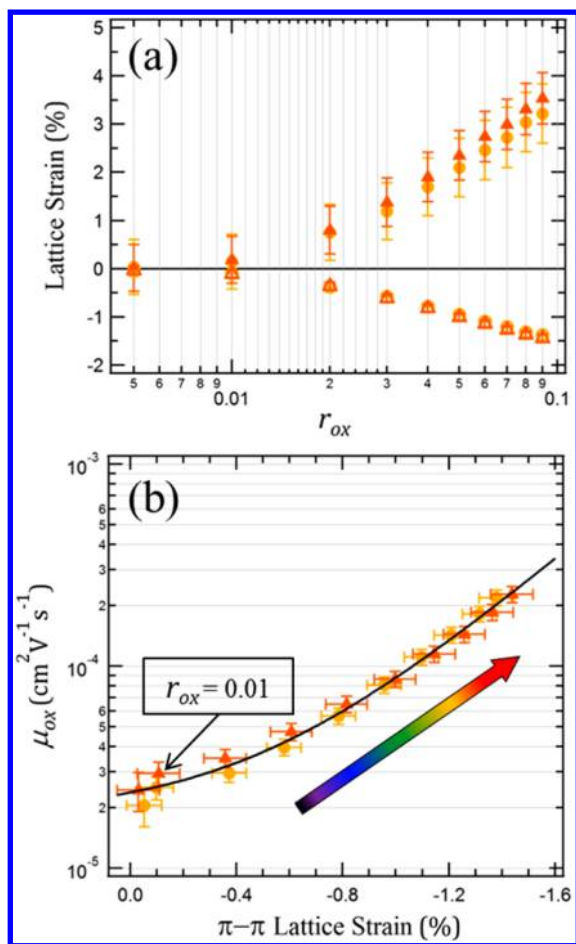 (a)
Lattice Strain (%)
5
4
3
2
1
0
-1
-2
5 6 7 8 9 0.01 2 3 4 5 6 7 8 9 0.1
r_ox
(b)
μ_ox (cm² V⁻¹ s⁻¹)
10⁻³
6
5
4
3
2
10⁻⁴
6
5
4
3
2
10⁻⁵
r_ox = 0.01
0.0 -0.4 -0.8 -1.2 -1.6
π−π Lattice Strain (%)